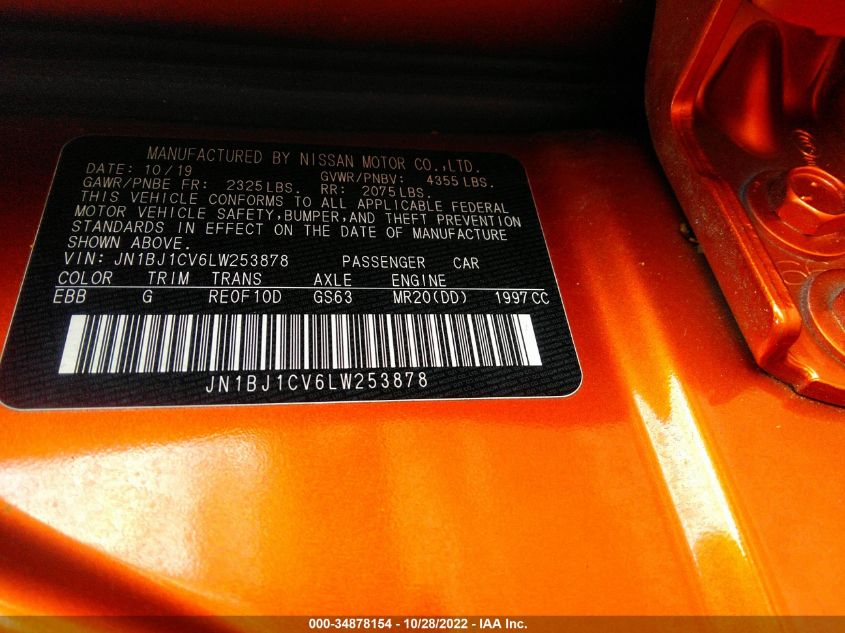 MANUFACTURED BY NISSAN MOTOR CO.,LTD.
DATE: 10/19 GVWR/PNBV: 4355 LBS.
GAWR/PNBE FR: 2325 LBS. RR: 2075 LBS.
THIS VEHICLE CONFORMS TO ALL APPLICABLE FEDERAL
MOTOR VEHICLE SAFETY, BUMPER, AND THEFT PREVENTION
STANDARDS IN EFFECT ON THE DATE OF MANUFACTURE
SHOWN ABOVE.
VIN: JN1BJ1CV6LW253878 PASSENGER CAR
COLOR TRIM TRANS AXLE ENGINE
EBB G RE0F10D GS63 MR20(DD) 1997 CC
JN1BJ1CV6LW253878
000-34878154 - 10/28/2022 - IAA Inc.